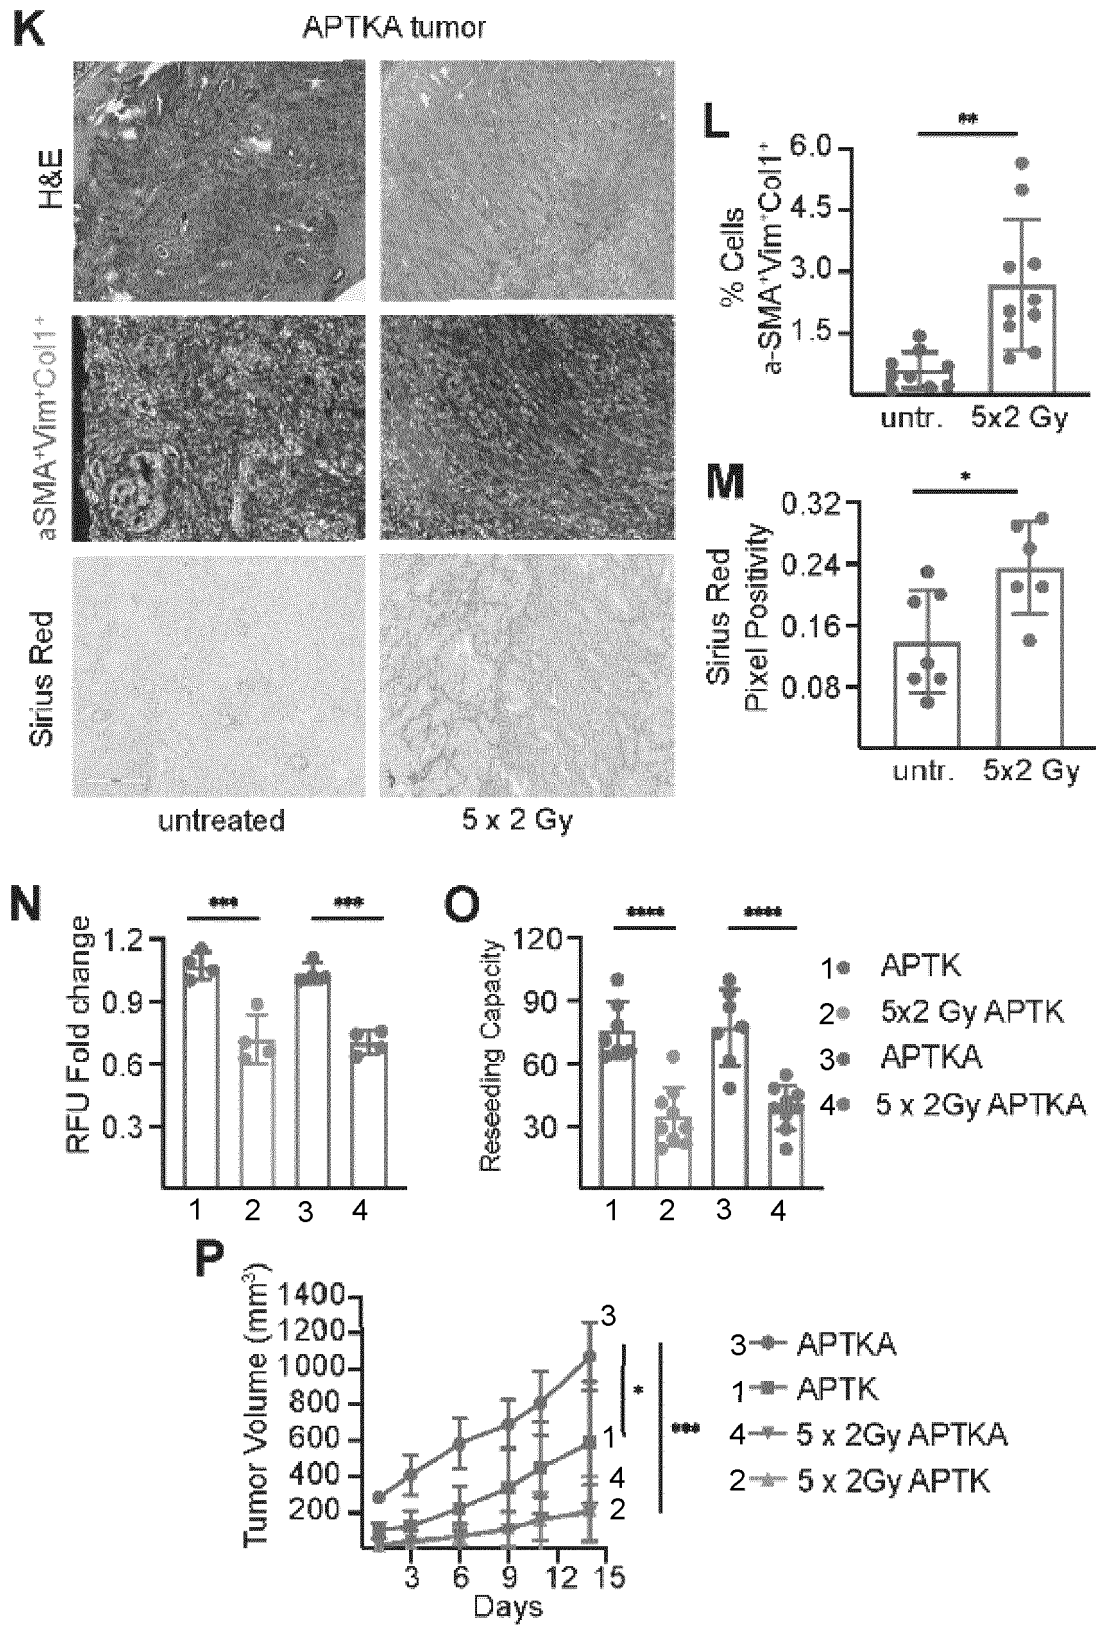 K
APTKA tumor
H&E
aSMA⁺Vim⁺Col1⁺
Sirius Red
untreated
5 x 2 Gy
L
**
% Cells
a-SMA⁺Vim⁺Col1⁺
6.0
4.5
3.0
1.5
untr. 5x2 Gy
M
*
Sirius Red
Pixel Positivity
0.32
0.24
0.16
0.08
untr. 5x2 Gy
N
*** ***
RFU Fold change
1.2
0.9
0.6
0.3
1 2 3 4
O
**** ****
Reseeding Capacity
120
90
60
30
1 2 3 4
1 APTK
2 5x2 Gy APTK
3 APTKA
4 5 x 2Gy APTKA
P
Tumor Volume (mm³)
1400
1200
1000
800
600
400
200
3
1
4
2
*
***
3 6 9 12 15
Days
3 APTKA
1 APTK
4 5 x 2Gy APTKA
2 5 x 2Gy APTK